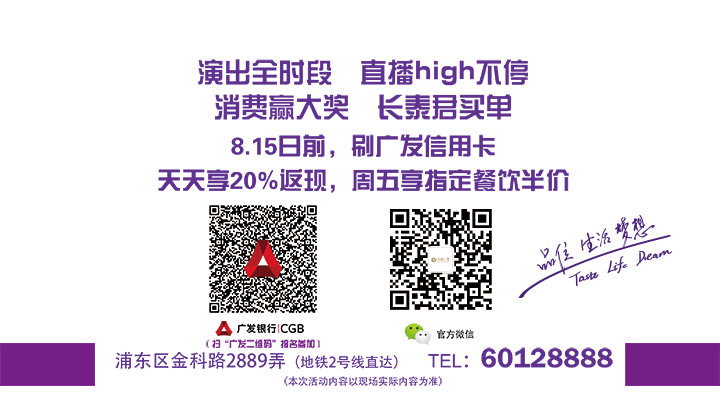 演出全时段 直播high不停
消费赢大奖 长泰君买单
8.15日前，刷广发信用卡
天天享20%返现，周五享指定餐饮半价
品位 生活 梦想
Taste Life Dream
广发银行|CGB
（扫“广发二维码”报名参加）
官方微信
浦东区金科路2889弄（地铁2号线直达） TEL：60128888
（本次活动内容以现场实际内容为准）